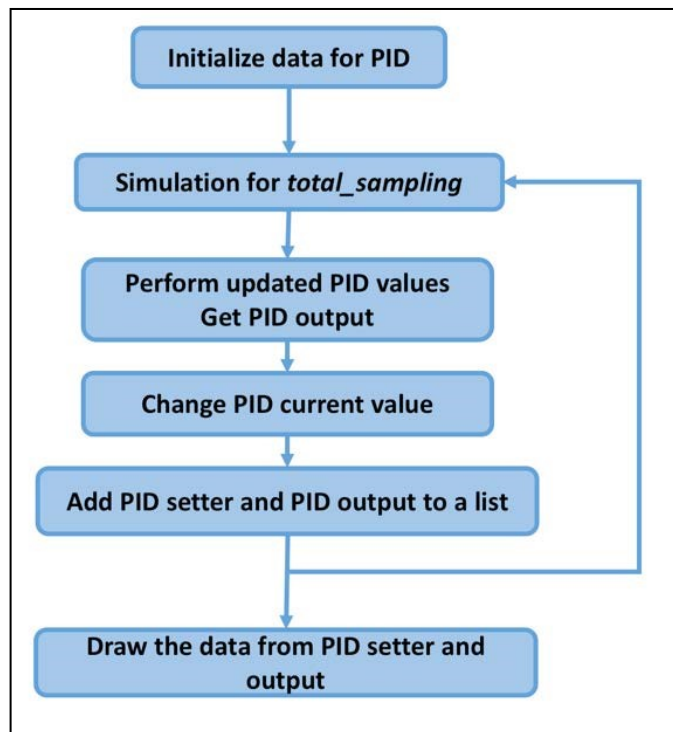 Initialize data for PID
Simulation for total_sampling
Perform updated PID values
Get PID output
Change PID current value
Add PID setter and PID output to a list
Draw the data from PID setter and
output